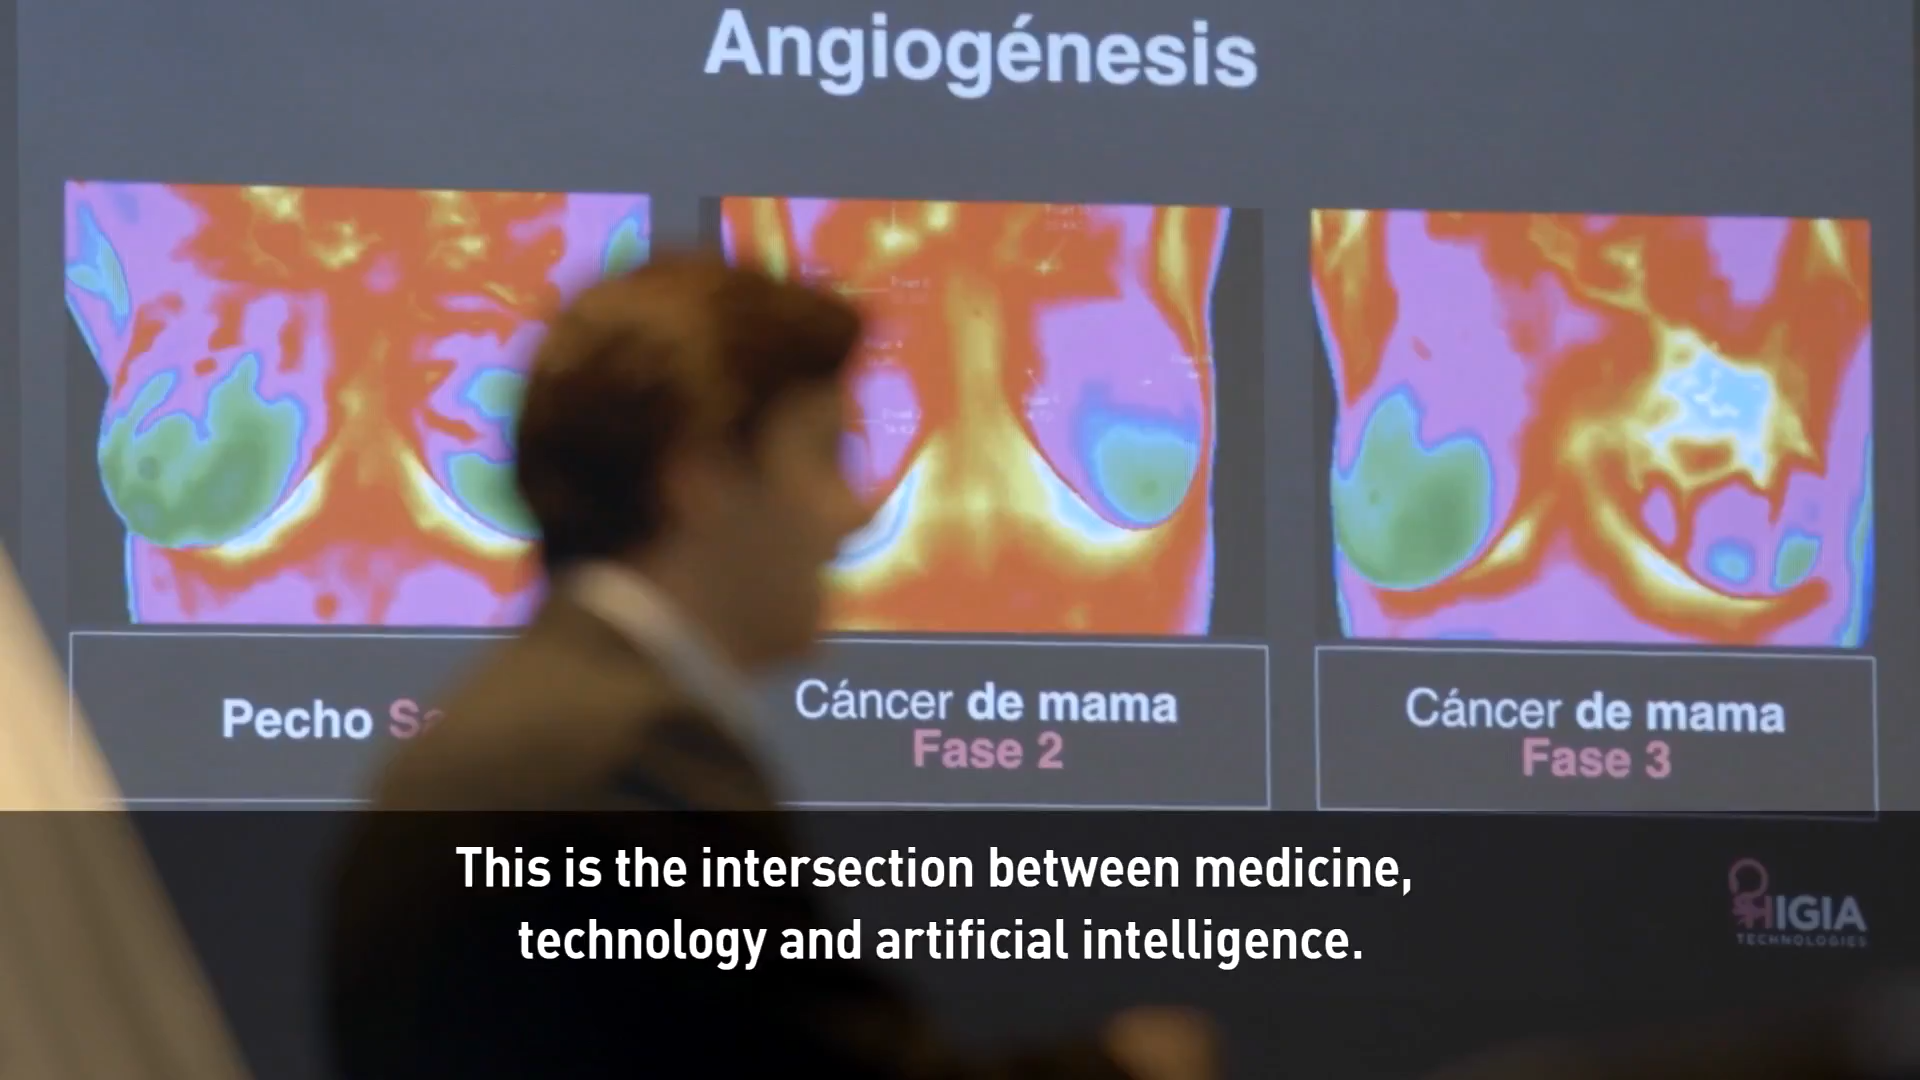 Angiogénesis
Pecho
Cáncer de mama
Fase 2
Cáncer de mama
Fase 3
This is the intersection between medicine,
technology and artificial intelligence.
HIGIA
TECHNOLOGIES